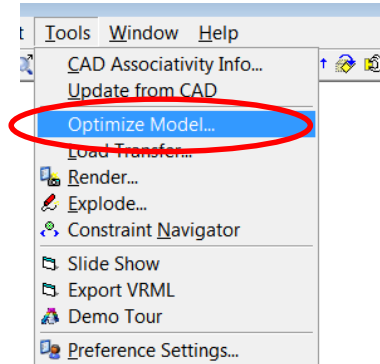 t Tools Window Help
CAD Associativity Info...
Update from CAD
Optimize Model...
Load Transfer...
Render...
Explode...
Constraint Navigator
Slide Show
Export VRML
Demo Tour
Preference Settings...